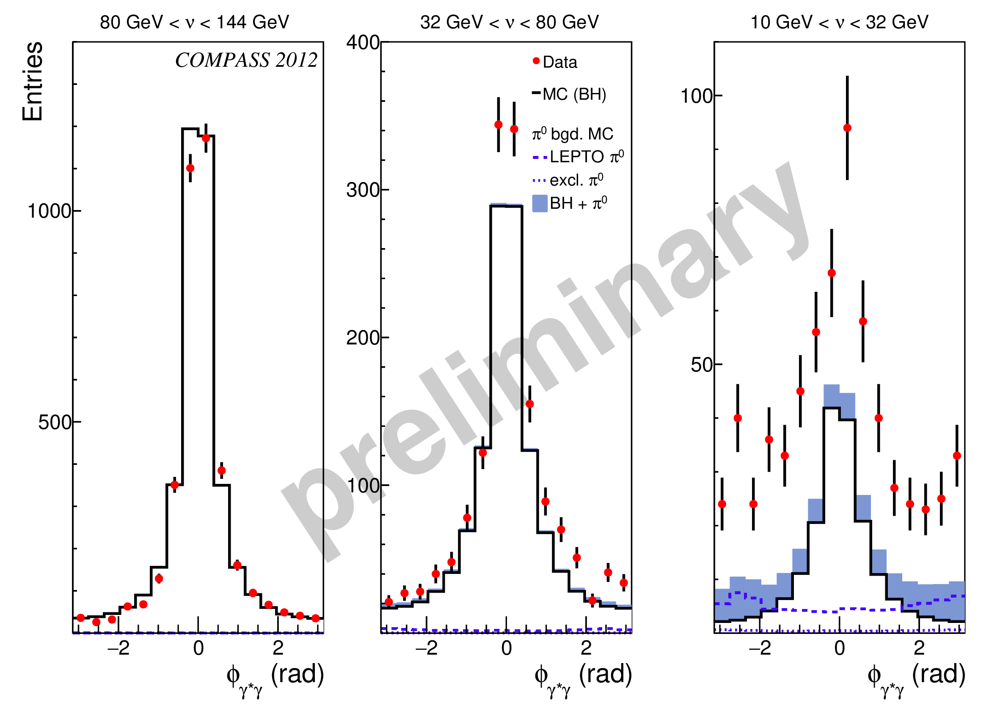 80 GeV < ν < 144 GeV
32 GeV < ν < 80 GeV
10 GeV < ν < 32 GeV
Entries
COMPASS 2012
1000
500
−2 0 2
ϕγ*γ (rad)
400
300
200
100
Data
MC (BH)
π⁰ bgd. MC
LEPTO π⁰
excl. π⁰
BH + π⁰
−2 0 2
ϕγ*γ (rad)
100
50
−2 0 2
ϕγ*γ (rad)
preliminary